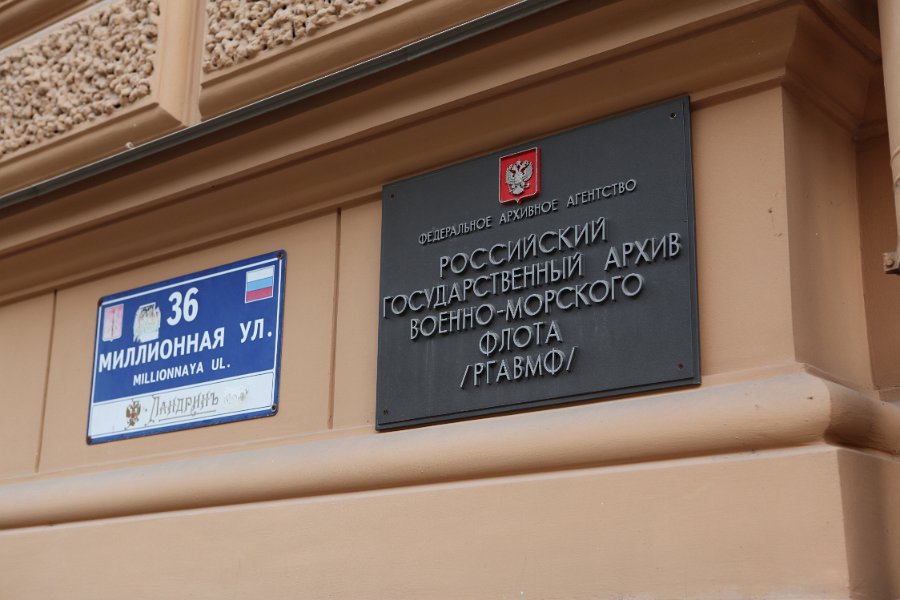 36
МИЛЛИОННАЯ УЛ.
MILLIONNAYA UL.
Ландринъ
ФЕДЕРАЛЬНОЕ АРХИВНОЕ АГЕНТСТВО
РОССИЙСКИЙ
ГОСУДАРСТВЕННЫЙ АРХИВ
ВОЕННО-МОРСКОГО
ФЛОТА
/РГАВМФ/